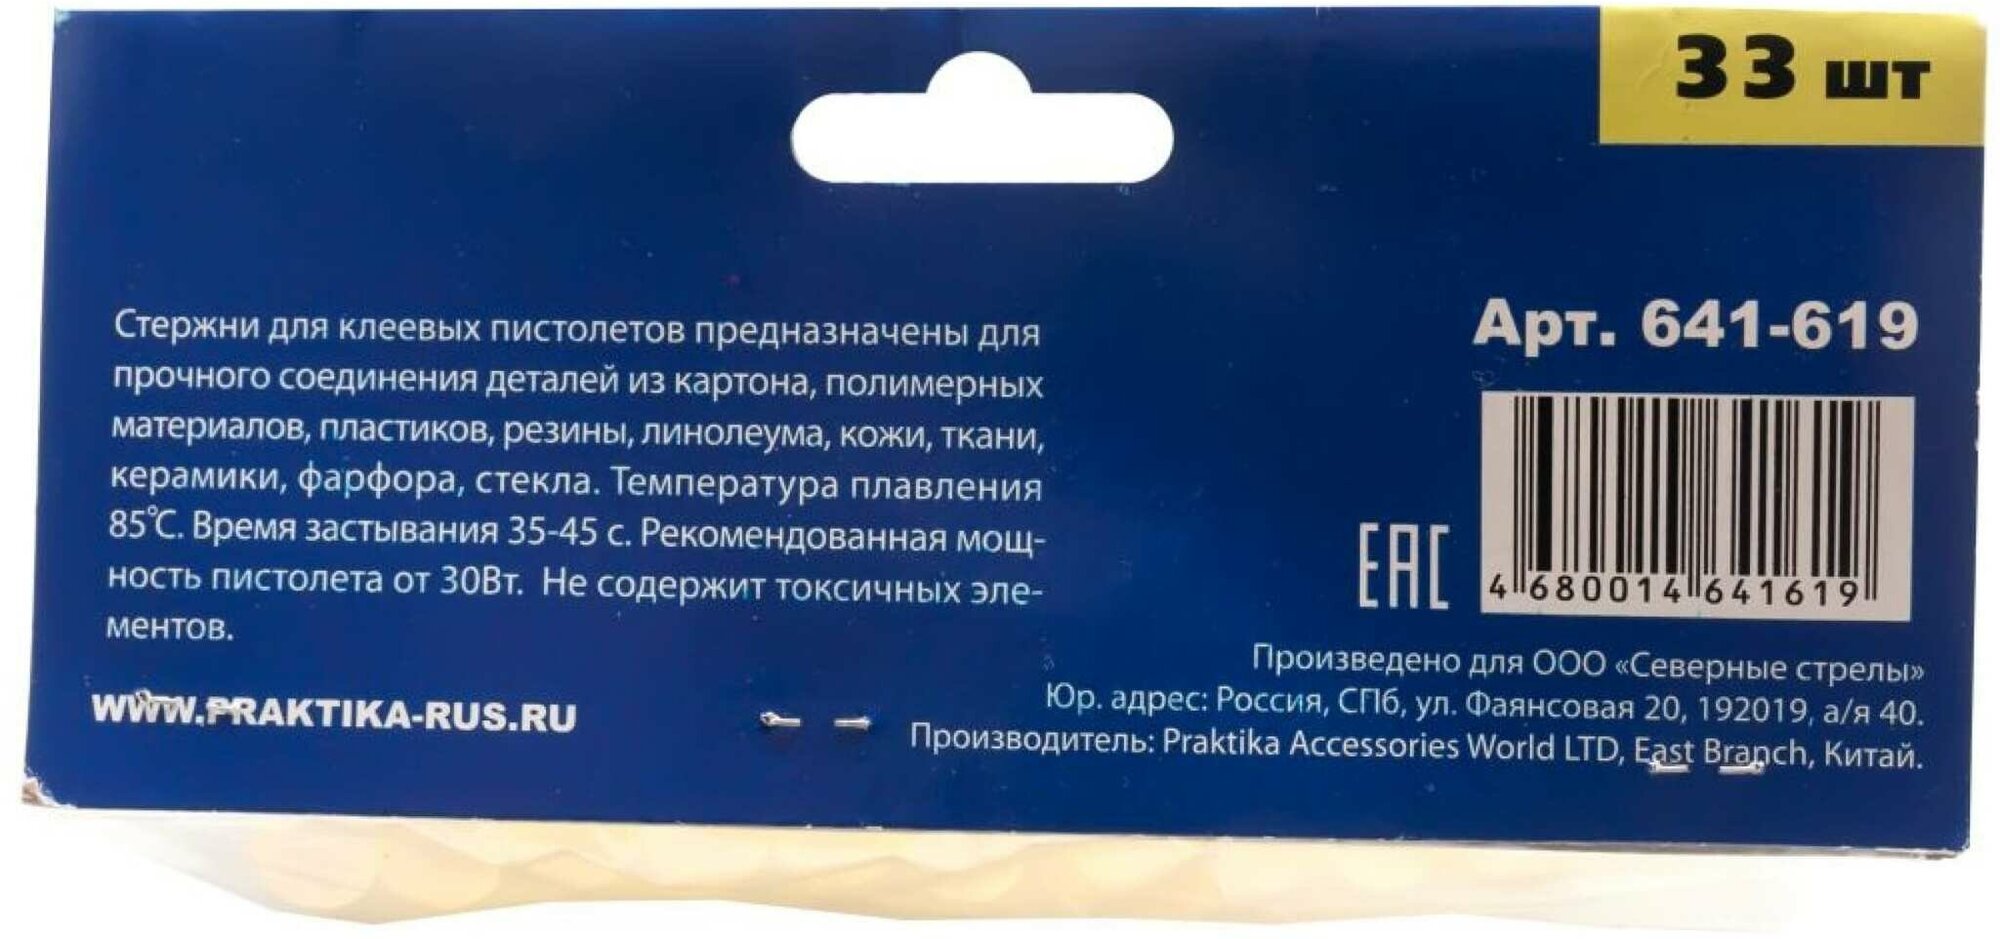 33 шт
Стержни для клеевых пистолетов предназначены для
прочного соединения деталей из картона, полимерных
материалов, пластиков, резины, линолеума, кожи, ткани,
керамики, фарфора, стекла. Температура плавления
85°С. Время застывания 35-45 с. Рекомендованная мощ-
ность пистолета от 30Вт. Не содержит токсичных эле-
ментов.
WWW.PRAKTIKA-RUS.RU
Арт. 641-619
EAC
4 680014 641619
Произведено для ООО «Северные стрелы»
Юр. адрес: Россия, СПб, ул. Фаянсовая 20, 192019, а/я 40.
Производитель: Praktika Accessories World LTD, East Branch, Китай.